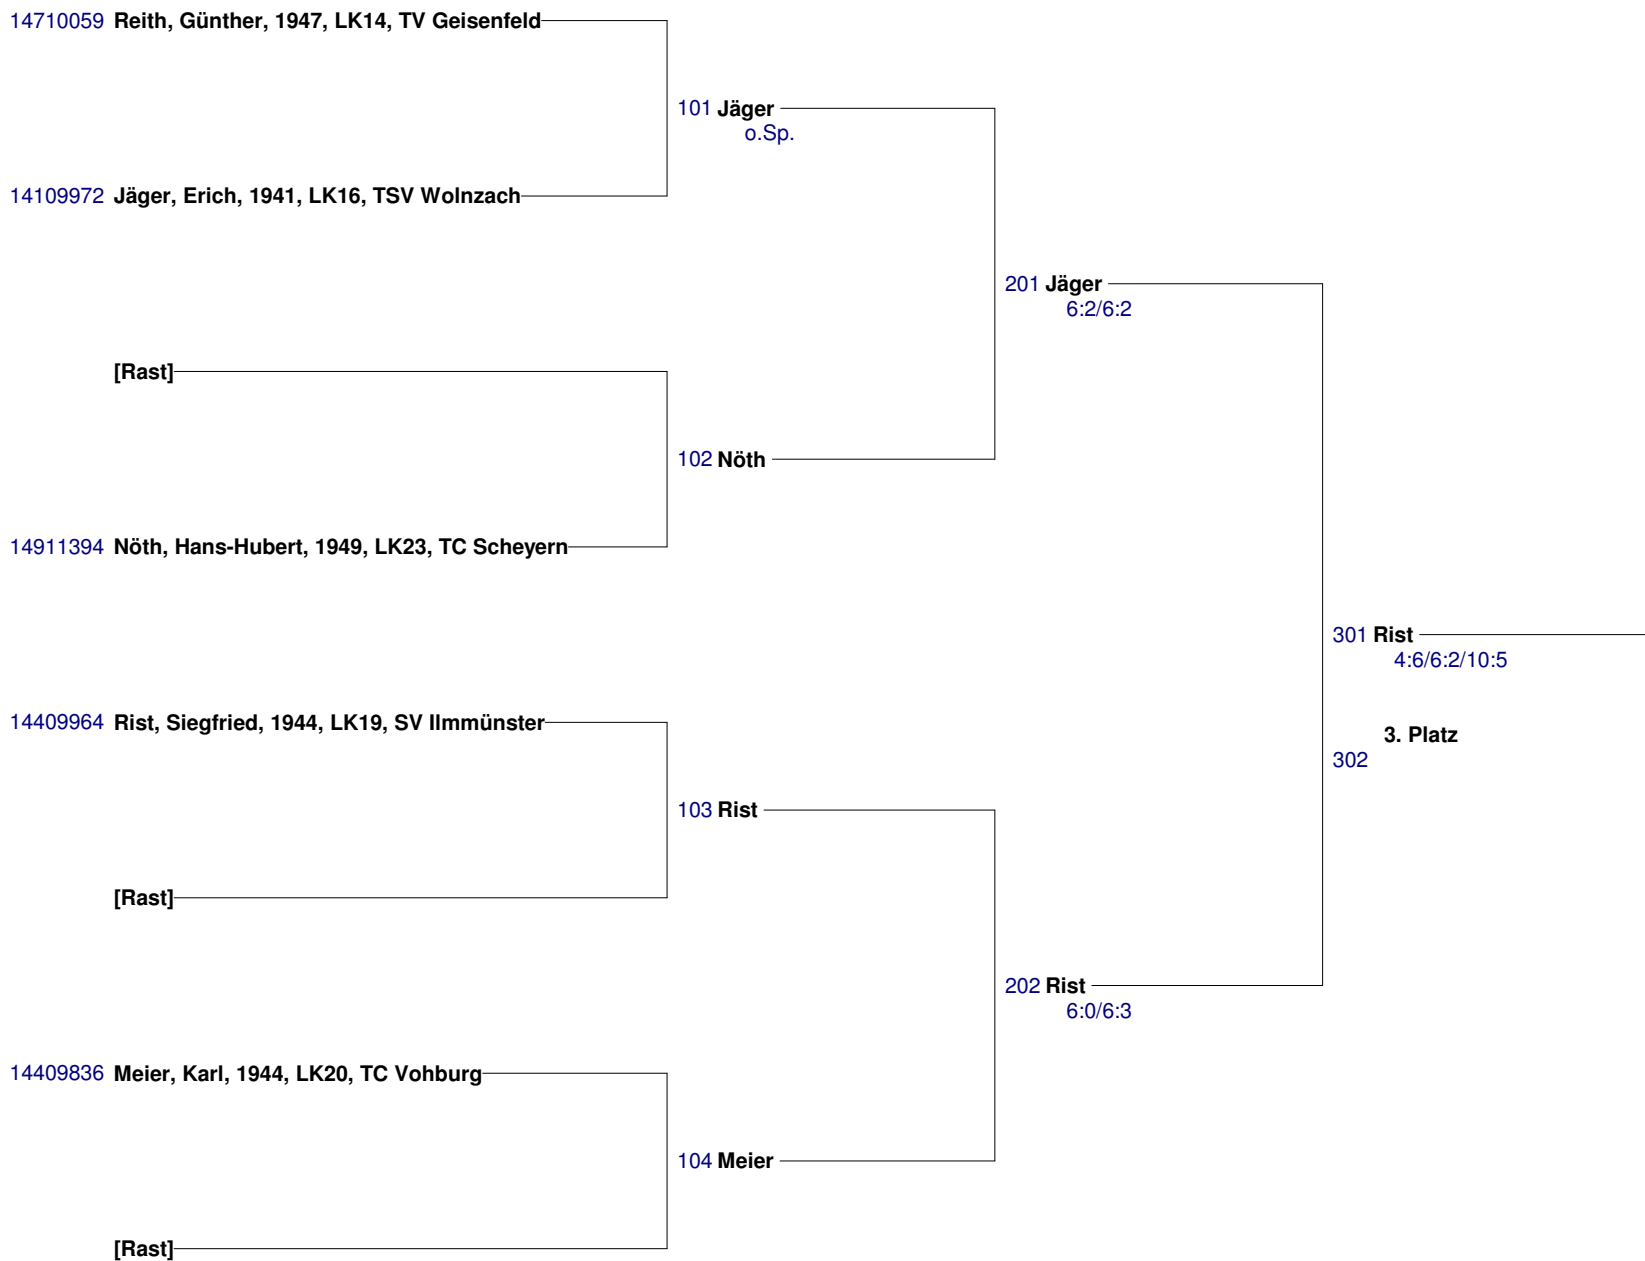 14710059 Reith, Günther, 1947, LK14, TV Geisenfeld
101 Jäger
o.Sp.
14109972 Jäger, Erich, 1941, LK16, TSV Wolnzach
201 Jäger
6:2/6:2
[Rast]
102 Nöth
14911394 Nöth, Hans-Hubert, 1949, LK23, TC Scheyern
301 Rist
4:6/6:2/10:5
14409964 Rist, Siegfried, 1944, LK19, SV Ilmmünster
3. Platz
302
103 Rist
[Rast]
202 Rist
6:0/6:3
14409836 Meier, Karl, 1944, LK20, TC Vohburg
104 Meier
[Rast]